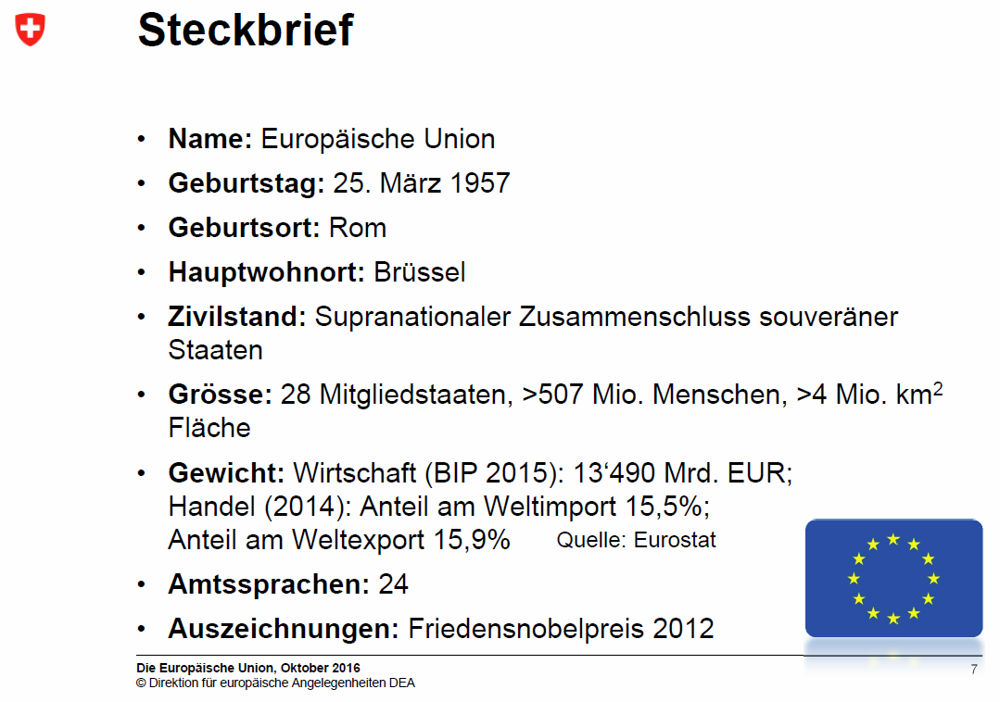 Steckbrief
• Name: Europäische Union
• Geburtstag: 25. März 1957
• Geburtsort: Rom
• Hauptwohnort: Brüssel
• Zivilstand: Supranationaler Zusammenschluss souveräner
Staaten
• Grösse: 28 Mitgliedstaaten, >507 Mio. Menschen, >4 Mio. km²
Fläche
• Gewicht: Wirtschaft (BIP 2015): 13‘490 Mrd. EUR;
Handel (2014): Anteil am Weltimport 15,5%;
Anteil am Weltexport 15,9% Quelle: Eurostat
• Amtssprachen: 24
• Auszeichnungen: Friedensnobelpreis 2012
Die Europäische Union, Oktober 2016
© Direktion für europäische Angelegenheiten DEA
7